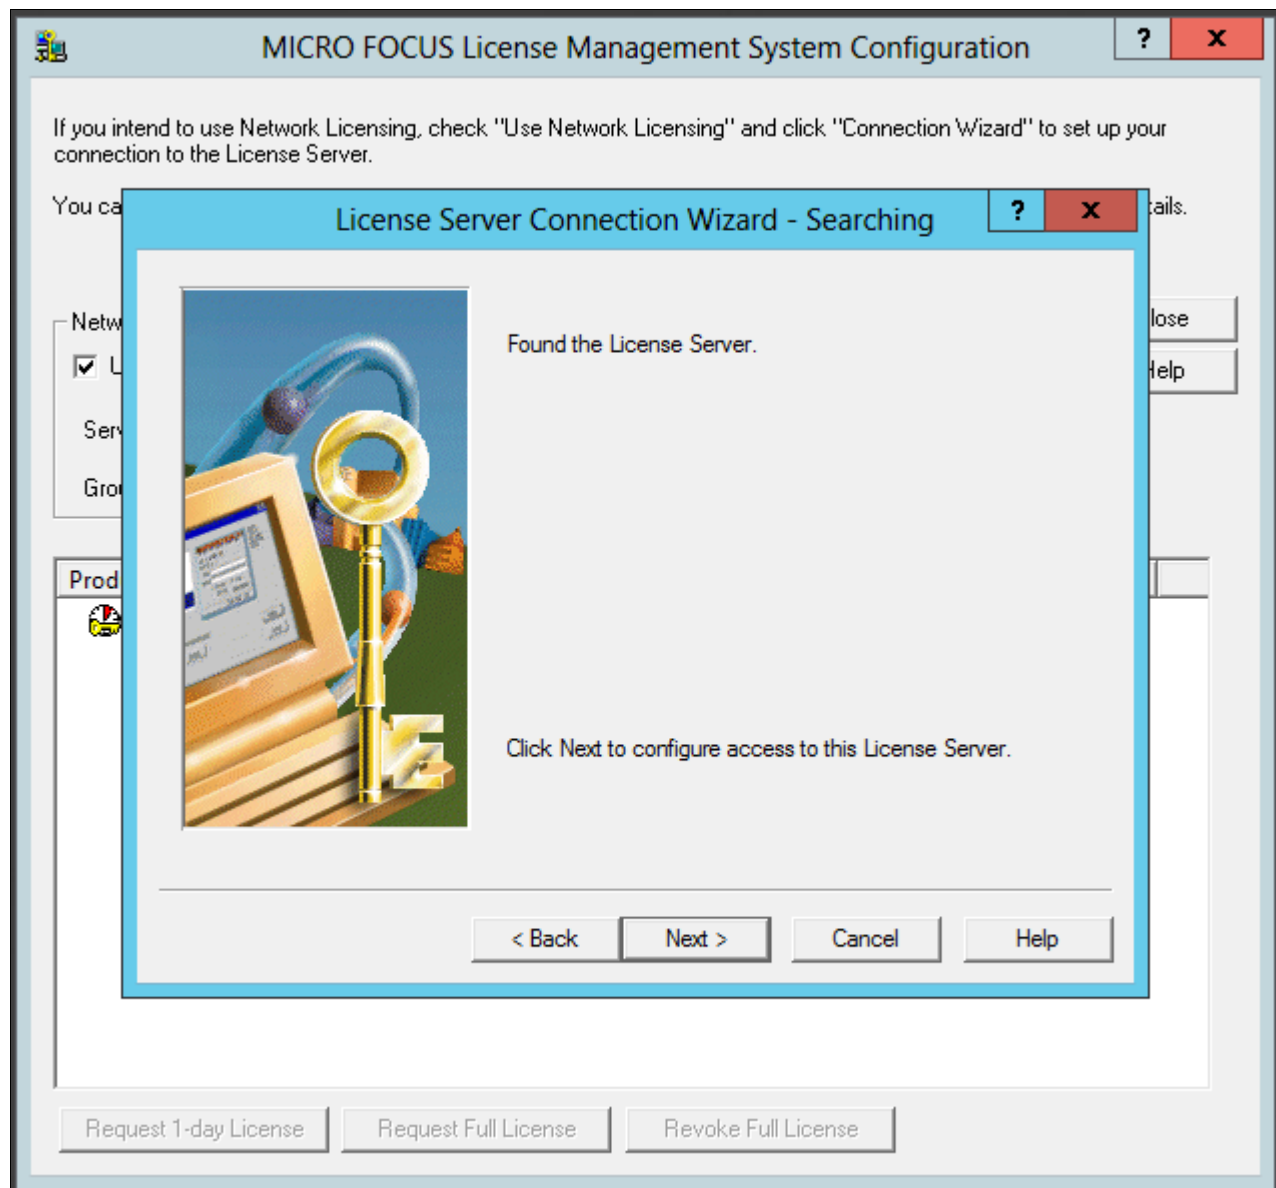 MICRO FOCUS License Management System Configuration
?
x
If you intend to use Network Licensing, check "Use Network Licensing" and click "Connection Wizard" to set up your
connection to the License Server.
You ca
tails.
License Server Connection Wizard - Searching
?
x
Found the License Server.
Netw
lose
Help
Serv
Grou
Prod
Click Next to configure access to this License Server.
< Back
Next >
Cancel
Help
Request 1-day License
Request Full License
Revoke Full License